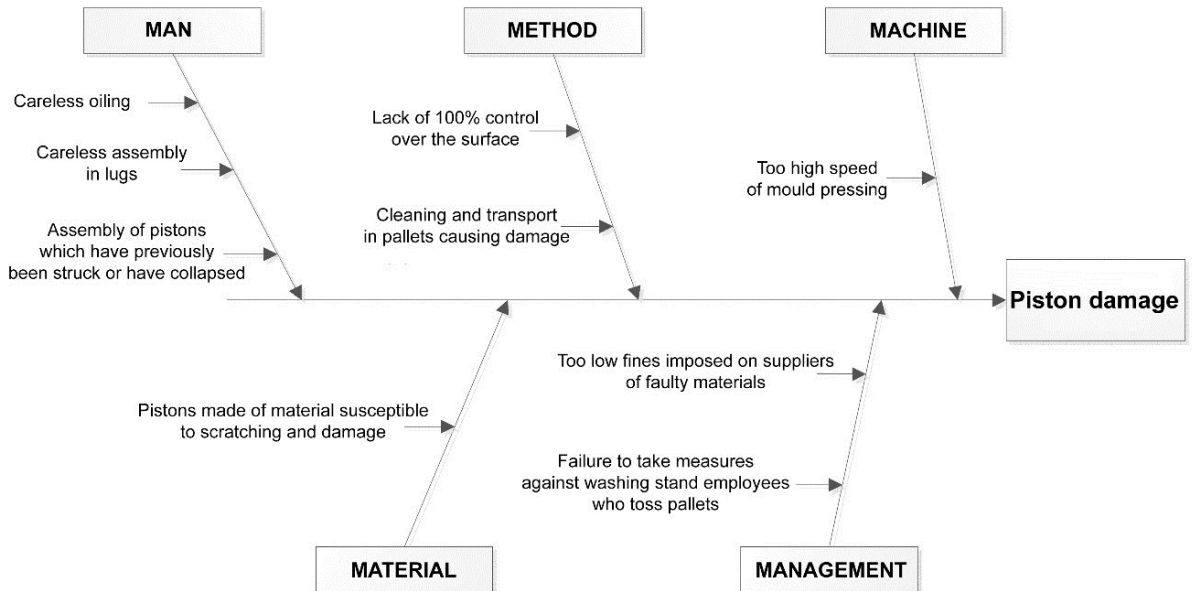 MAN
METHOD
MACHINE
Careless oiling
Careless assembly
in lugs
Assembly of pistons
which have previously
been struck or have collapsed
Lack of 100% control
over the surface
Cleaning and transport
in pallets causing damage
Too high speed
of mould pressing
Piston damage
Pistons made of material susceptible
to scratching and damage
Too low fines imposed on suppliers
of faulty materials
Failure to take measures
against washing stand employees
who toss pallets
MATERIAL
MANAGEMENT